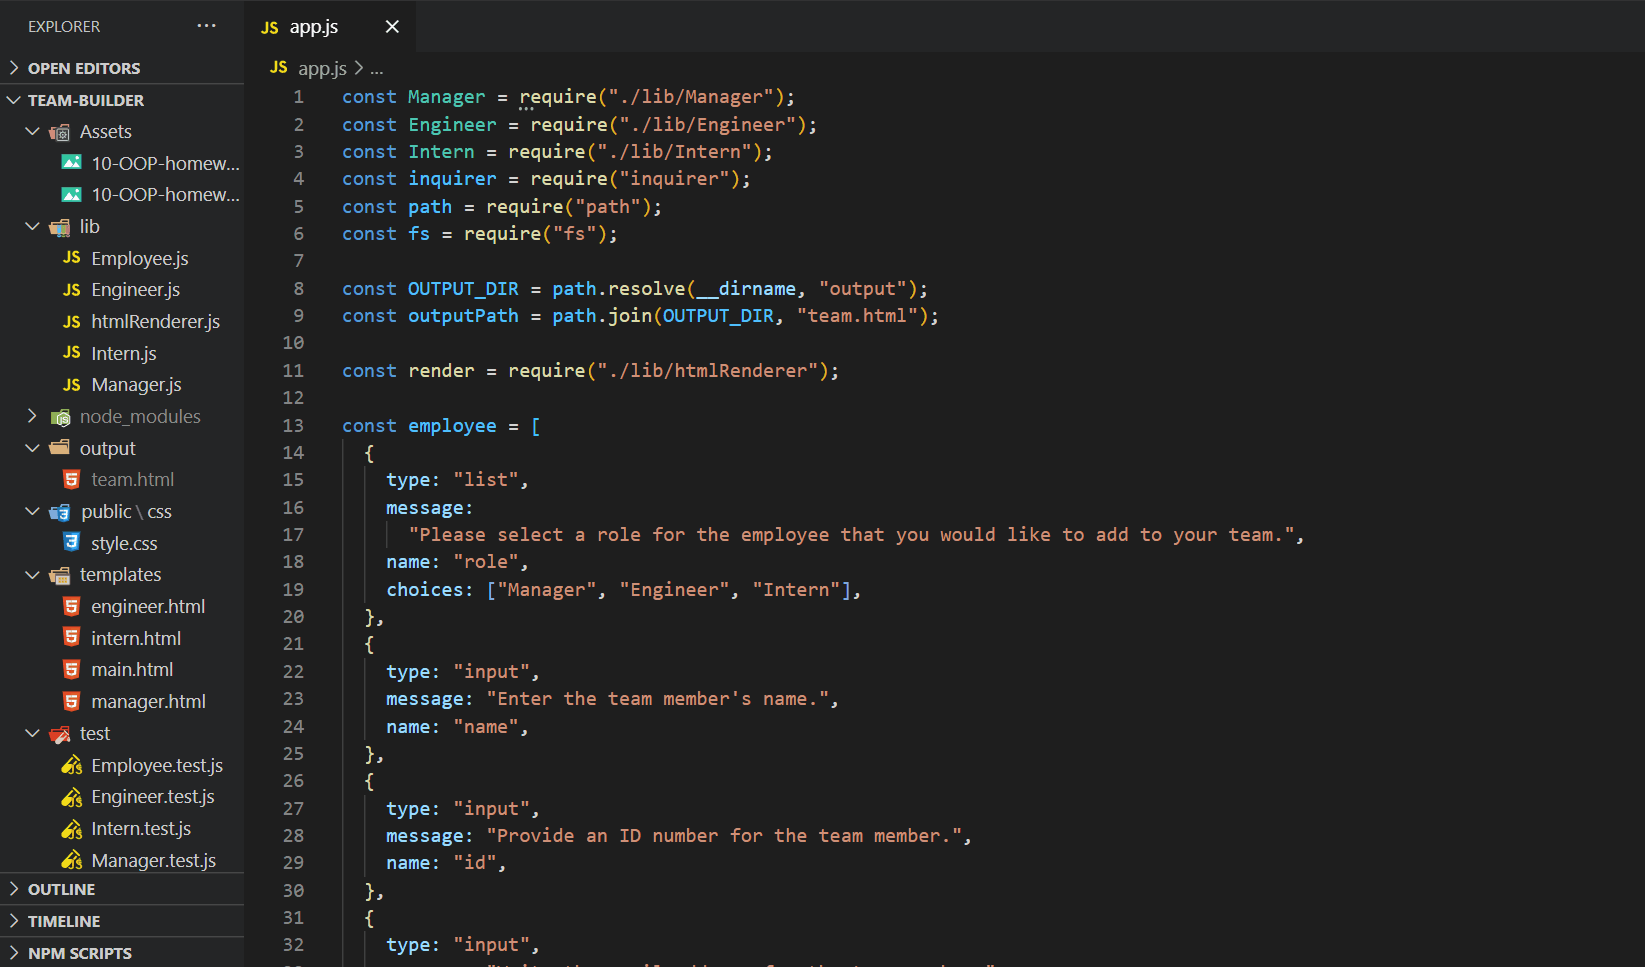 EXPLORER ...
OPEN EDITORS
TEAM-BUILDER
Assets
10-OOP-homew...
10-OOP-homew...
lib
JS Employee.js
JS Engineer.js
JS htmlRenderer.js
JS Intern.js
JS Manager.js
node_modules
output
team.html
public \ css
style.css
templates
engineer.html
intern.html
main.html
manager.html
test
Employee.test.js
Engineer.test.js
Intern.test.js
Manager.test.js
OUTLINE
TIMELINE
NPM SCRIPTS
JS app.js
JS app.js > ...
1 const Manager = require("./lib/Manager");
2 const Engineer = require("./lib/Engineer");
3 const Intern = require("./lib/Intern");
4 const inquirer = require("inquirer");
5 const path = require("path");
6 const fs = require("fs");
7
8 const OUTPUT_DIR = path.resolve(__dirname, "output");
9 const outputPath = path.join(OUTPUT_DIR, "team.html");
10
11 const render = require("./lib/htmlRenderer");
12
13 const employee = [
14 {
15 type: "list",
16 message:
17 "Please select a role for the employee that you would like to add to your team.",
18 name: "role",
19 choices: ["Manager", "Engineer", "Intern"],
20 },
21 {
22 type: "input",
23 message: "Enter the team member's name.",
24 name: "name",
25 },
26 {
27 type: "input",
28 message: "Provide an ID number for the team member.",
29 name: "id",
30 },
31 {
32 type: "input",